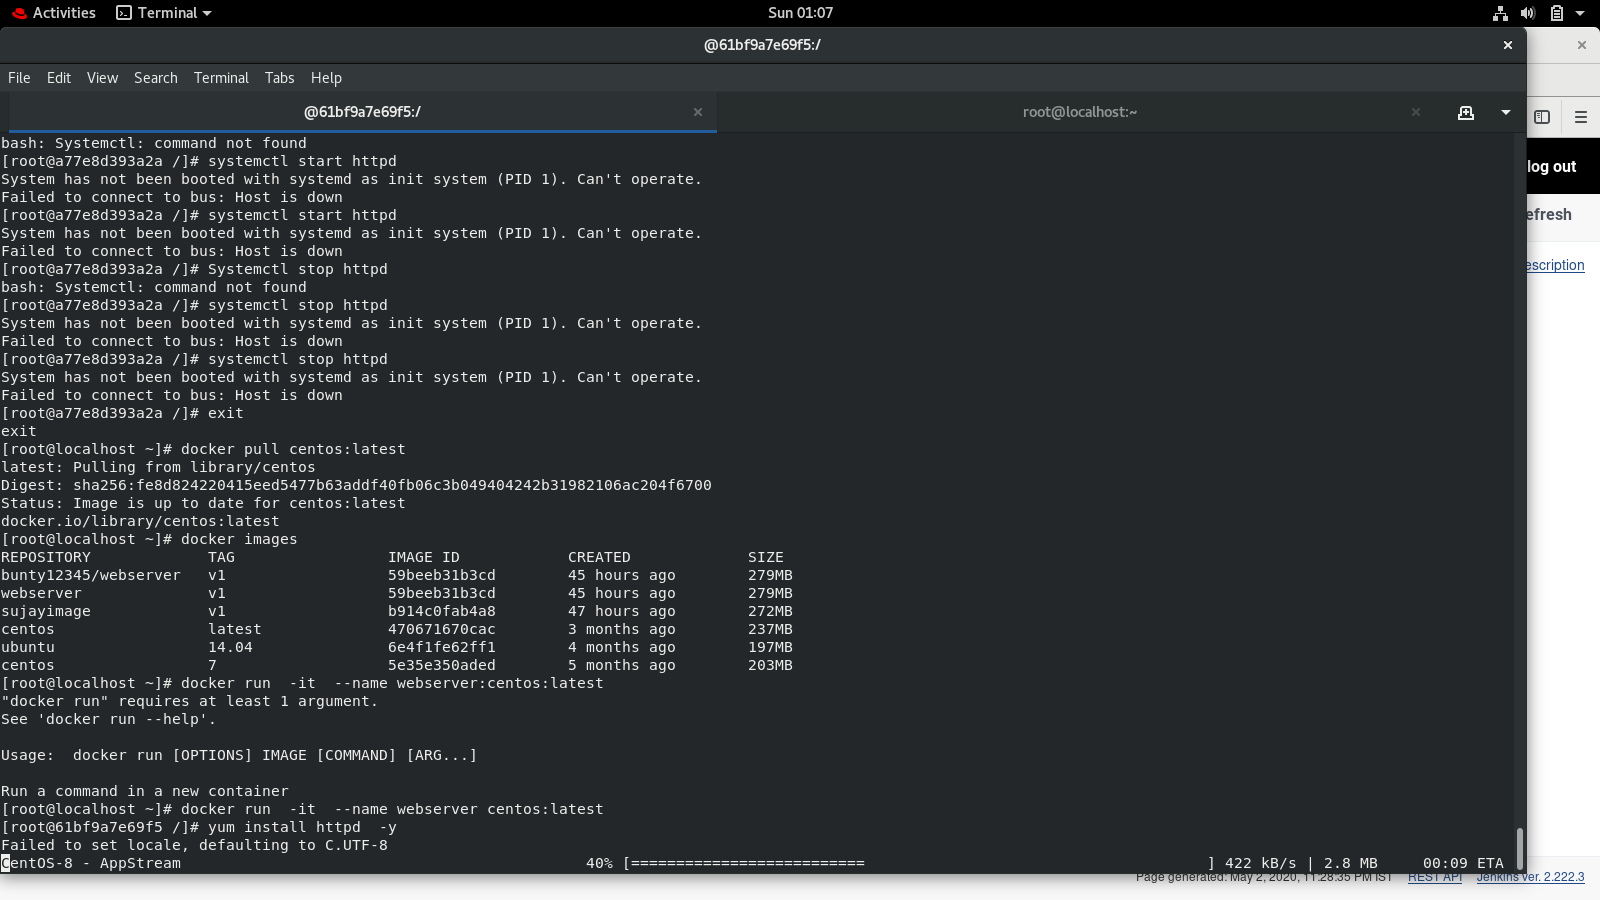 Activities Terminal Sun 01:07
@61bf9a7e69f5:/
File Edit View Search Terminal Tabs Help
@61bf9a7e69f5:/ root@localhost:~
log out
efresh
escription
bash: Systemctl: command not found
[root@a77e8d393a2a /]# systemctl start httpd
System has not been booted with systemd as init system (PID 1). Can't operate.
Failed to connect to bus: Host is down
[root@a77e8d393a2a /]# systemctl start httpd
System has not been booted with systemd as init system (PID 1). Can't operate.
Failed to connect to bus: Host is down
[root@a77e8d393a2a /]# Systemctl stop httpd
bash: Systemctl: command not found
[root@a77e8d393a2a /]# systemctl stop httpd
System has not been booted with systemd as init system (PID 1). Can't operate.
Failed to connect to bus: Host is down
[root@a77e8d393a2a /]# systemctl stop httpd
System has not been booted with systemd as init system (PID 1). Can't operate.
Failed to connect to bus: Host is down
[root@a77e8d393a2a /]# exit
exit
[root@localhost ~]# docker pull centos:latest
latest: Pulling from library/centos
Digest: sha256:fe8d824220415eed5477b63addf40fb06c3b049404242b31982106ac204f6700
Status: Image is up to date for centos:latest
docker.io/library/centos:latest
[root@localhost ~]# docker images
REPOSITORY TAG IMAGE ID CREATED SIZE
bunty12345/webserver v1 59beeb31b3cd 45 hours ago 279MB
webserver v1 59beeb31b3cd 45 hours ago 279MB
sujayimage v1 b914c0fab4a8 47 hours ago 272MB
centos latest 470671670cac 3 months ago 237MB
ubuntu 14.04 6e4f1fe62ff1 4 months ago 197MB
centos 7 5e35e350aded 5 months ago 203MB
[root@localhost ~]# docker run  -it  --name webserver:centos:latest
"docker run" requires at least 1 argument.
See 'docker run --help'.
Usage:  docker run [OPTIONS] IMAGE [COMMAND] [ARG...]
Run a command in a new container
[root@localhost ~]# docker run  -it  --name webserver centos:latest
[root@61bf9a7e69f5 /]# yum install httpd  -y
Failed to set locale, defaulting to C.UTF-8
CentOS-8 - AppStream 40% [========================== ] 422 kB/s | 2.8 MB 00:09 ETA
Page generated: May 2, 2020, 11:28:35 PM IST REST API Jenkins ver. 2.222.3